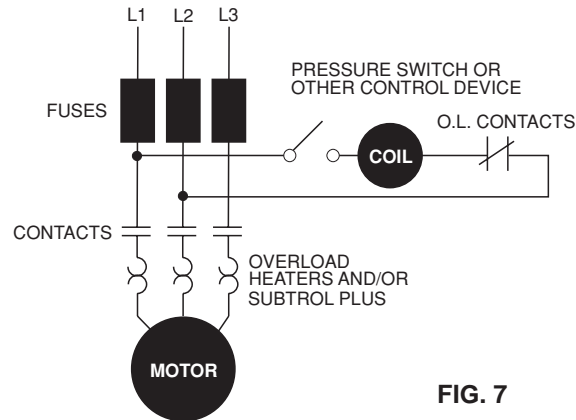 L1 L2 L3
PRESSURE SWITCH OR
OTHER CONTROL DEVICE
FUSES
O.L. CONTACTS
COIL
CONTACTS
OVERLOAD
HEATERS AND/OR
SUBTROL PLUS
MOTOR
FIG. 7